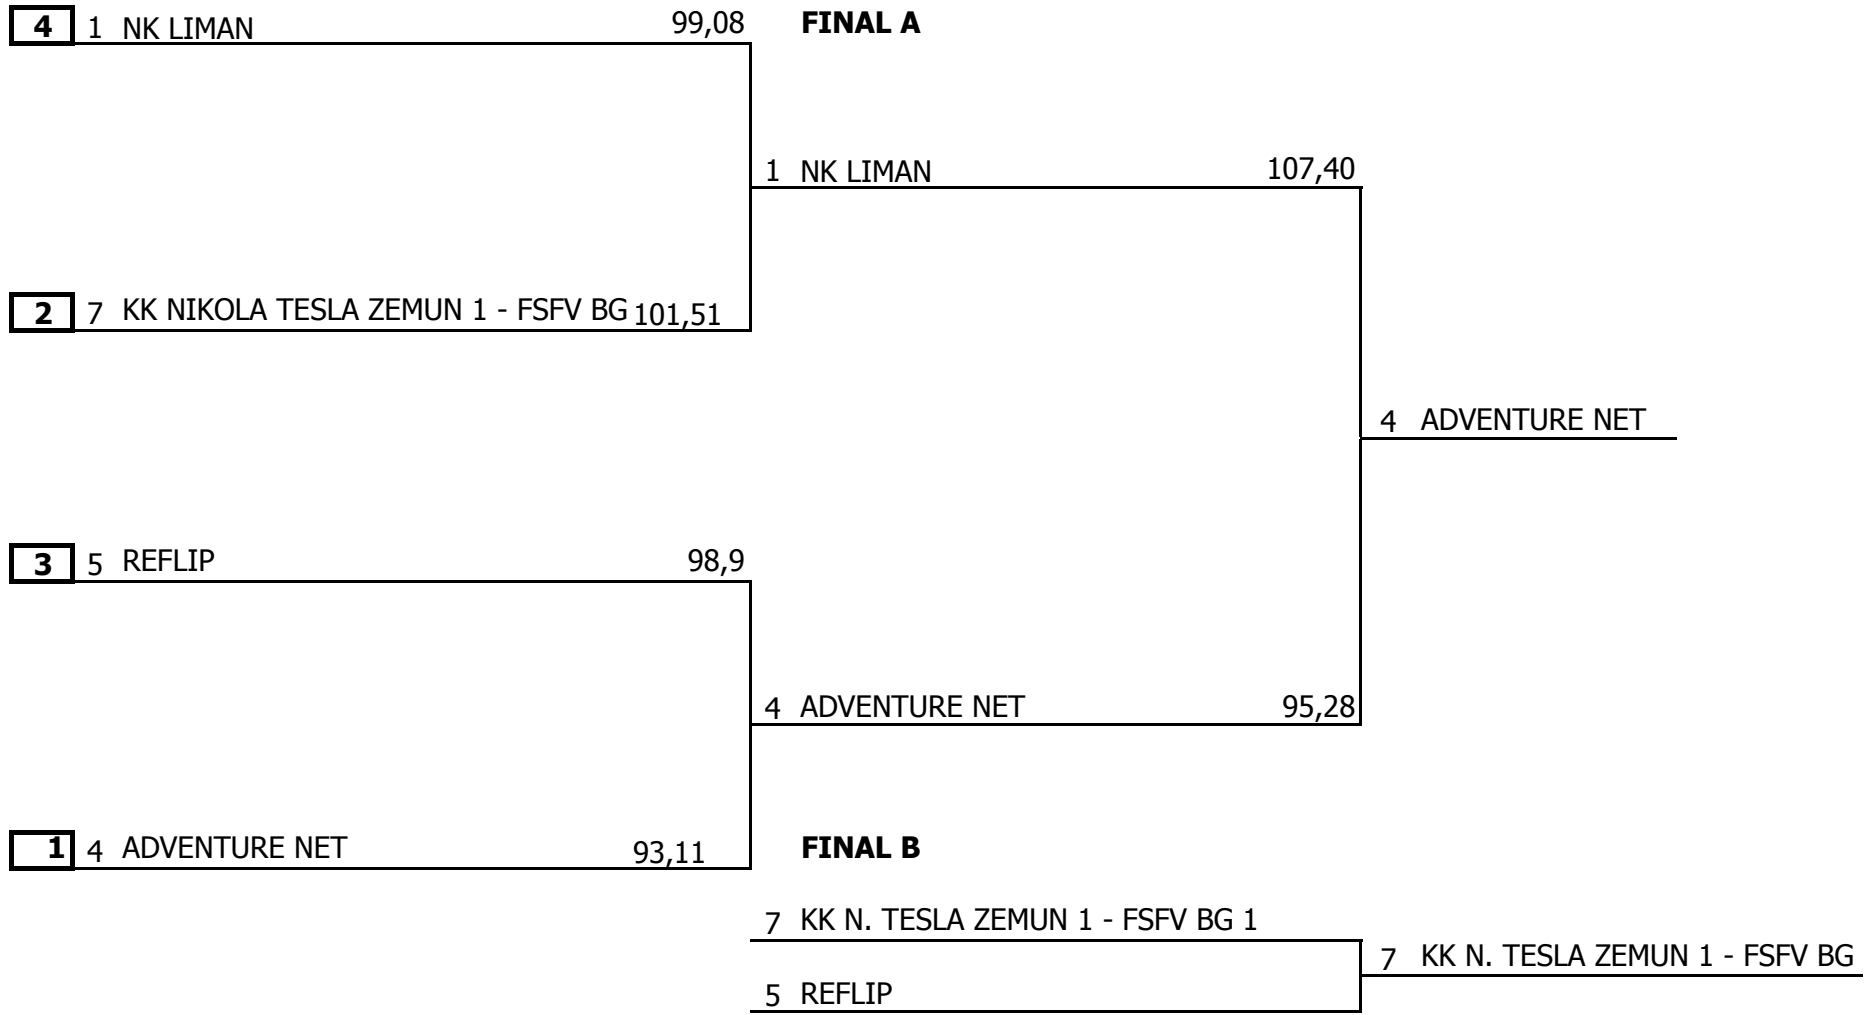 4 1 NK LIMAN 99,08 FINAL A
1 NK LIMAN 107,40
2 7 KK NIKOLA TESLA ZEMUN 1 - FSFV BG 101,51
4 ADVENTURE NET
3 5 REFLIP 98,9
4 ADVENTURE NET 95,28
1 4 ADVENTURE NET 93,11 FINAL B
7 KK N. TESLA ZEMUN 1 - FSFV BG 1
7 KK N. TESLA ZEMUN 1 - FSFV BG
5 REFLIP